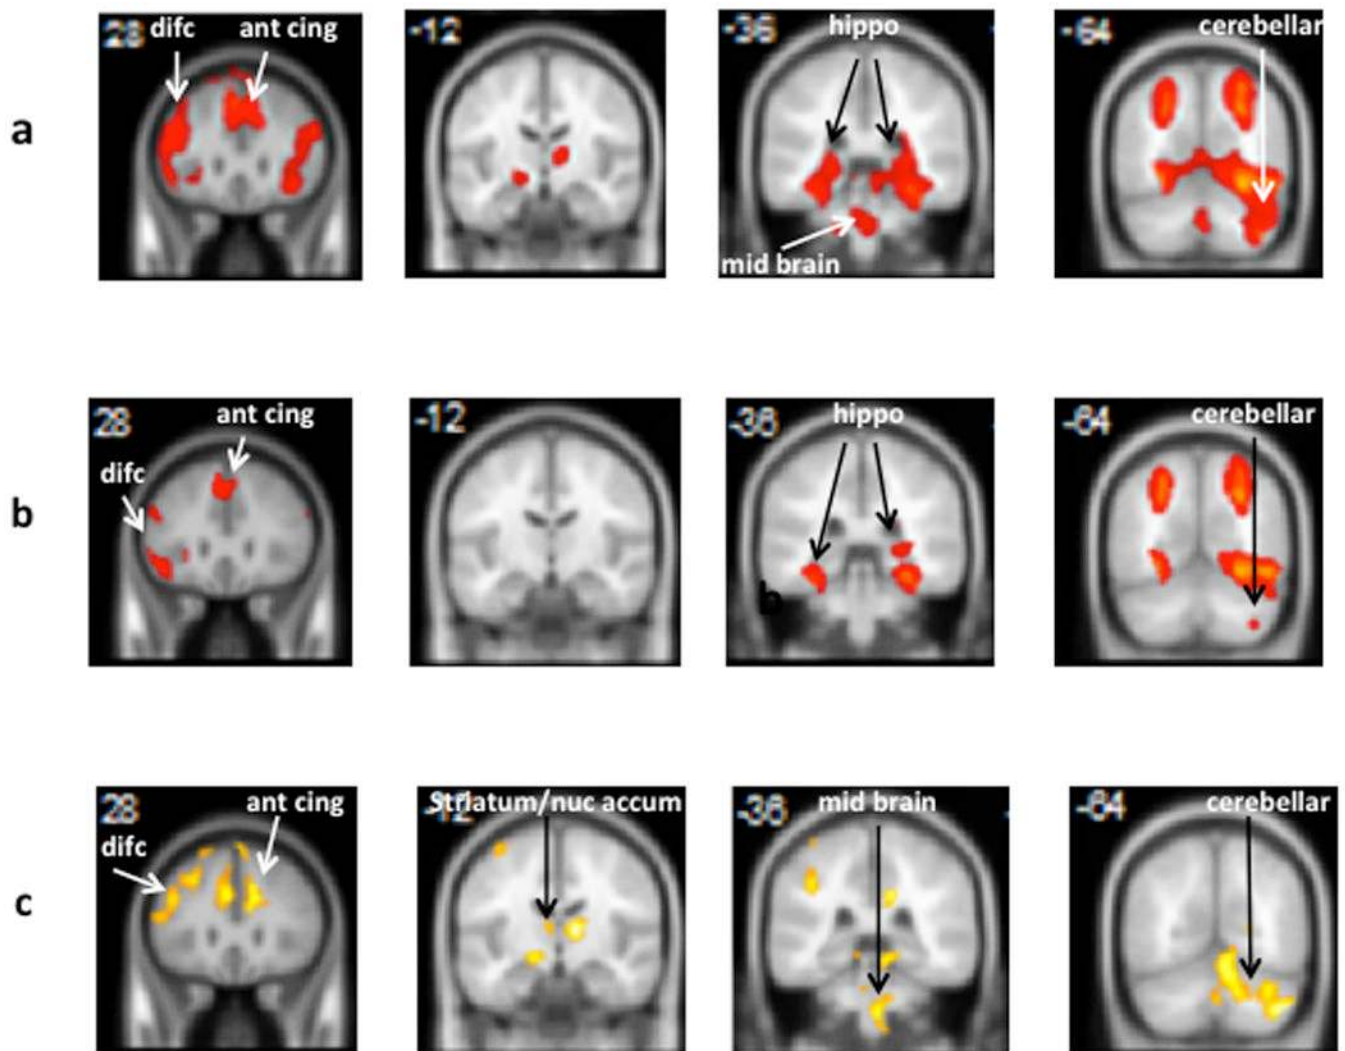 28 difc ant cing
-12
-36 hippo
-64 cerebellar
a
mid brain
28 ant cing
-12
-36 hippo
-64 cerebellar
difc
b
b
28 ant cing
-12 Striatum/nuc accum
-36 mid brain
-64 cerebellar
difc
c